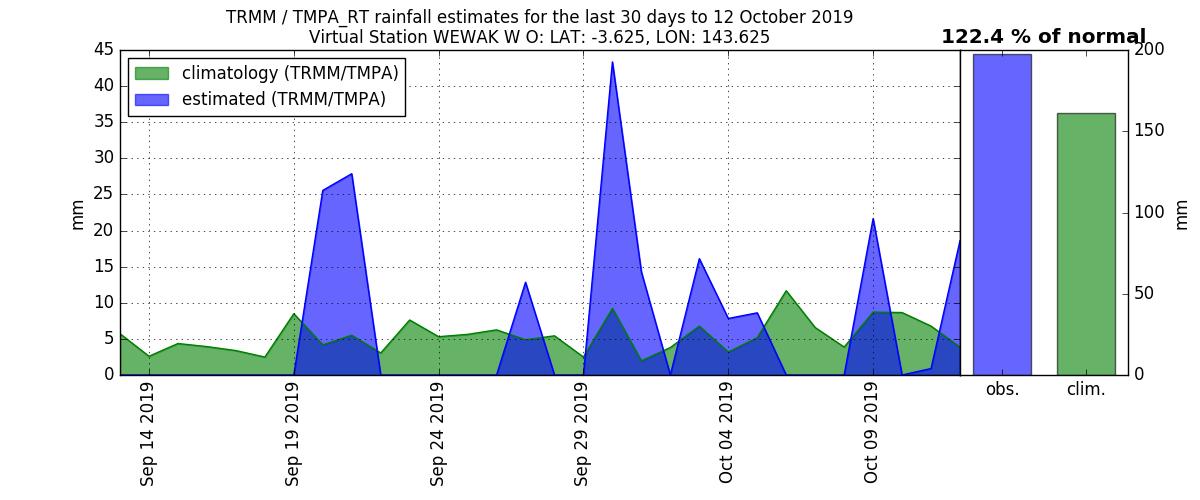 TRMM / TMPA_RT rainfall estimates for the last 30 days to 12 October 2019
Virtual Station WEWAK W O: LAT: -3.625, LON: 143.625
122.4 % of normal
climatology (TRMM/TMPA)
estimated (TRMM/TMPA)
mm
45
40
35
30
25
20
15
10
5
0
Sep 14 2019
Sep 19 2019
Sep 24 2019
Sep 29 2019
Oct 04 2019
Oct 09 2019
200
150
100
50
0
mm
obs.
clim.